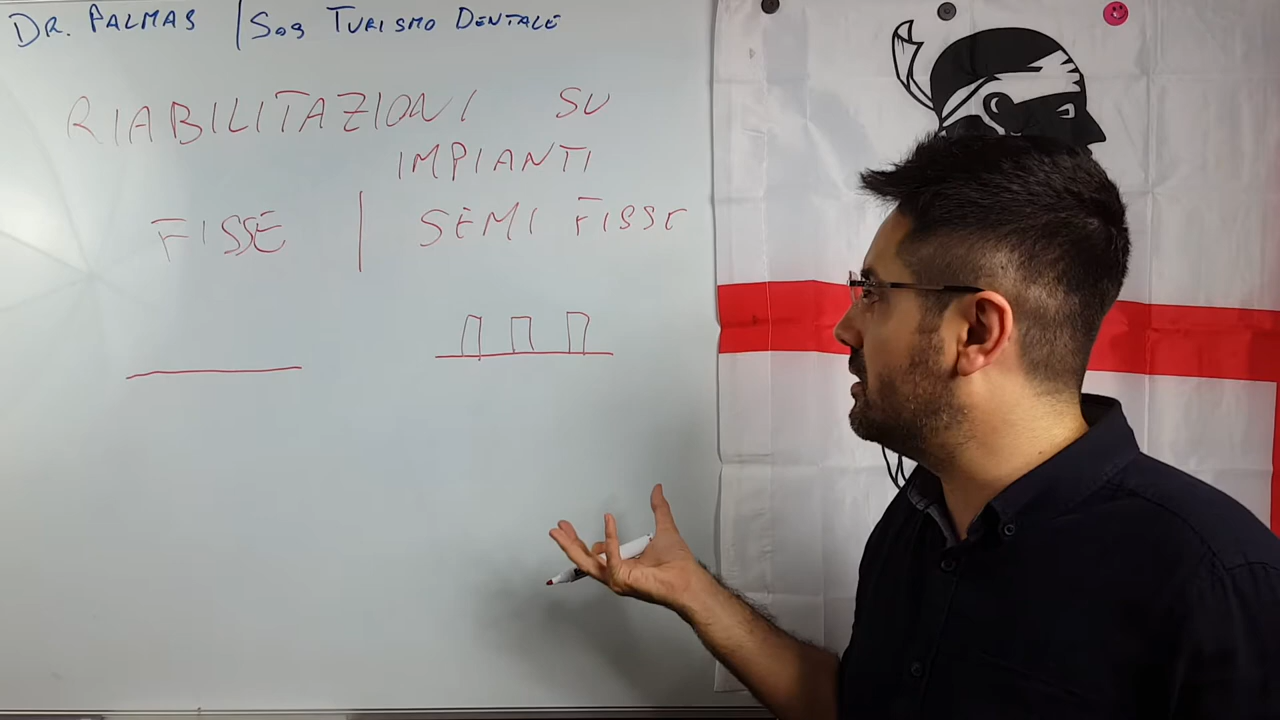 DR. PALMAS | SOS TURISMO DENTALE
RIABILITAZIONI SU
IMPIANTI
FISSE | SEMI FISSE